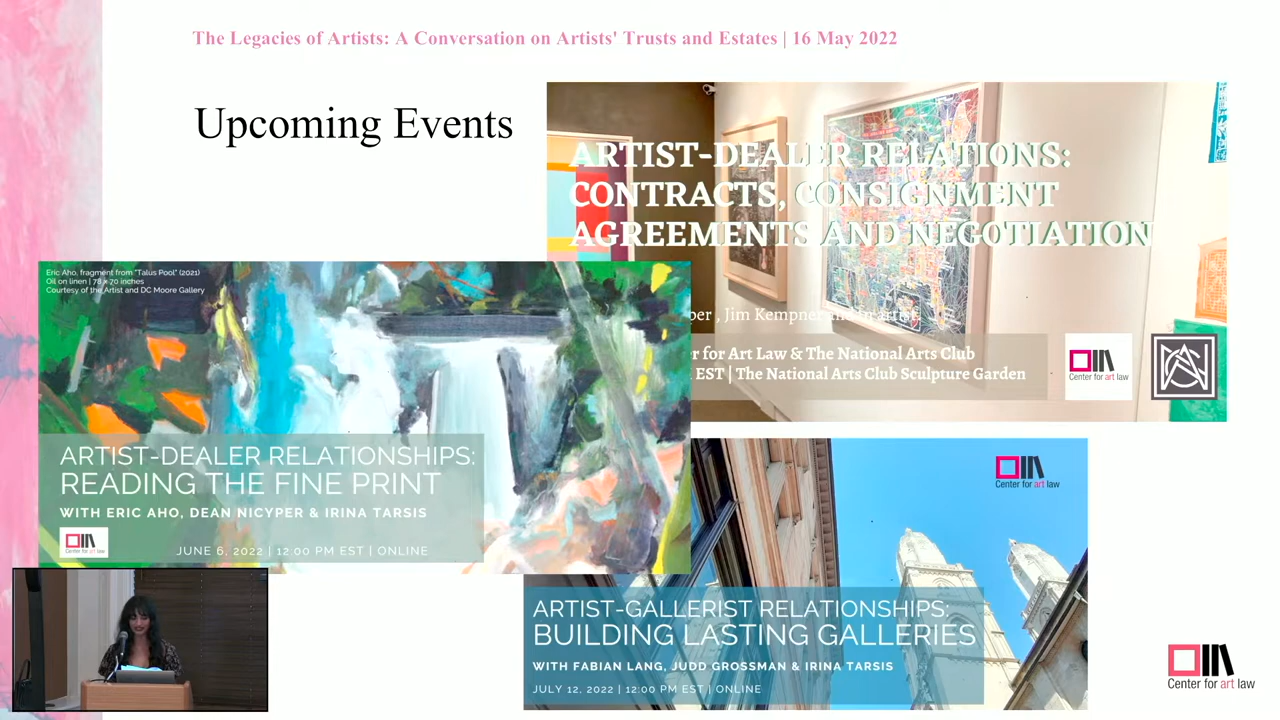 The Legacies of Artists: A Conversation on Artists' Trusts and Estates | 16 May 2022
Upcoming Events
ARTIST-DEALER RELATIONS:
CONTRACTS, CONSIGNMENT
AGREEMENTS AND NEGOTIATION
Jim Kempner
for Art Law & The National Arts Club
EST | The National Arts Club Sculpture Garden
Center for art law
Eric Aho, fragment from "Talus Pool" (2021)
Oil on linen | 78 x 70 inches
Courtesy of the Artist and DC Moore Gallery
ARTIST-DEALER RELATIONSHIPS:
READING THE FINE PRINT
WITH ERIC AHO, DEAN NICYPER & IRINA TARSIS
Center for art law
JUNE 6, 2022 | 12:00 PM EST | ONLINE
Center for art law
ARTIST-GALLERIST RELATIONSHIPS:
BUILDING LASTING GALLERIES
WITH FABIAN LANG, JUDD GROSSMAN & IRINA TARSIS
JULY 12, 2022 | 12:00 PM EST | ONLINE
Center for art law